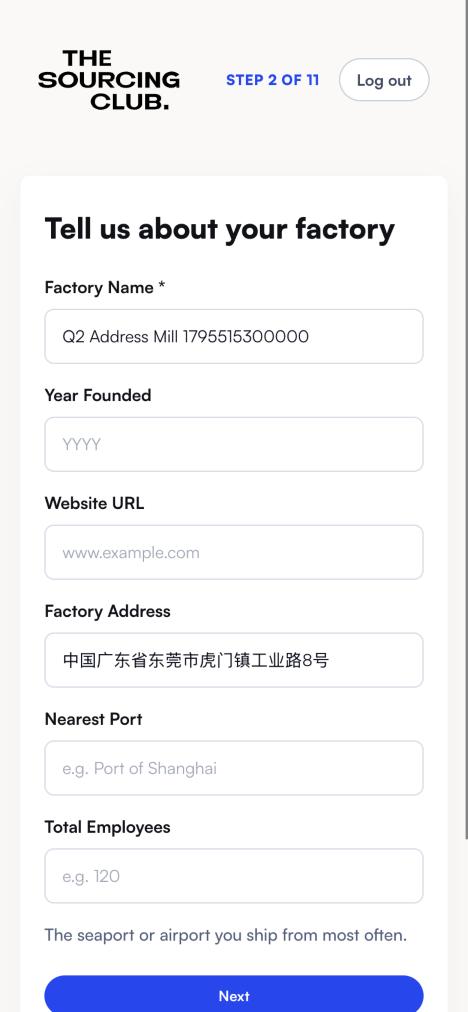 THE
SOURCING
CLUB.
STEP 2 OF 11
Log out
Tell us about your factory
Factory Name *
Q2 Address Mill 1795515300000
Year Founded
YYYY
Website URL
www.example.com
Factory Address
中国广东省东莞市虎门镇工业路8号
Nearest Port
e.g. Port of Shanghai
Total Employees
e.g. 120
The seaport or airport you ship from most often.
Next